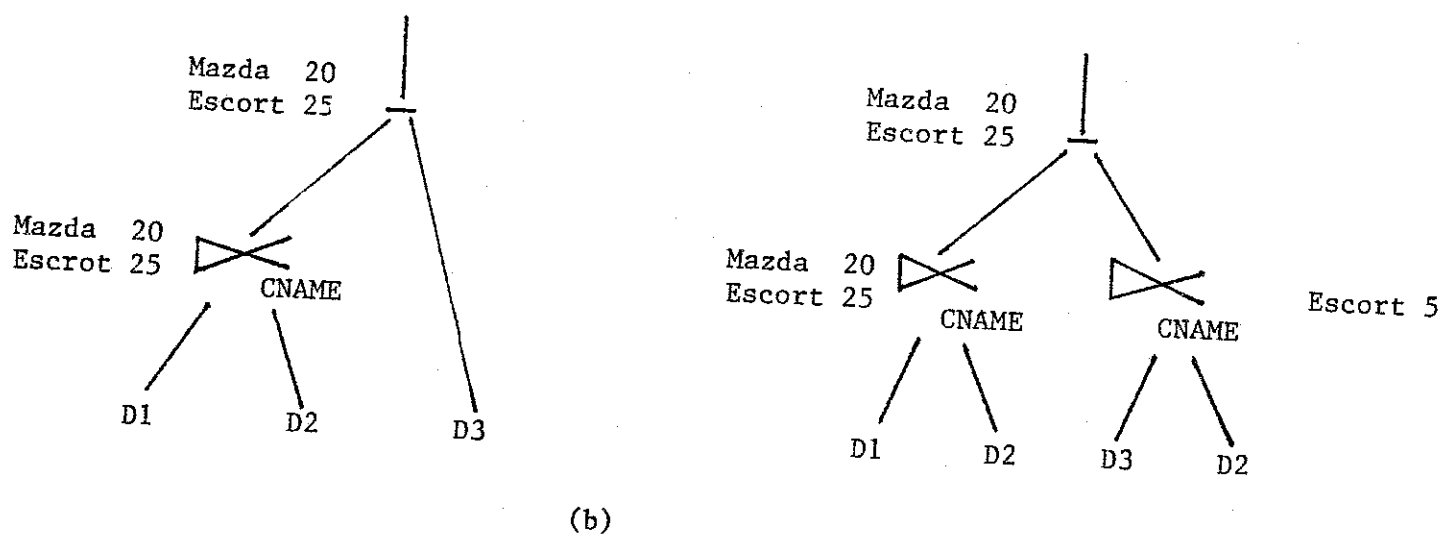 Mazda 20
Escort 25
Mazda 20
Escrot 25
CNAME
D1 D2 D3
Mazda 20
Escort 25
Mazda 20
Escort 25
CNAME
CNAME
Escort 5
D1 D2 D3 D2
(b)